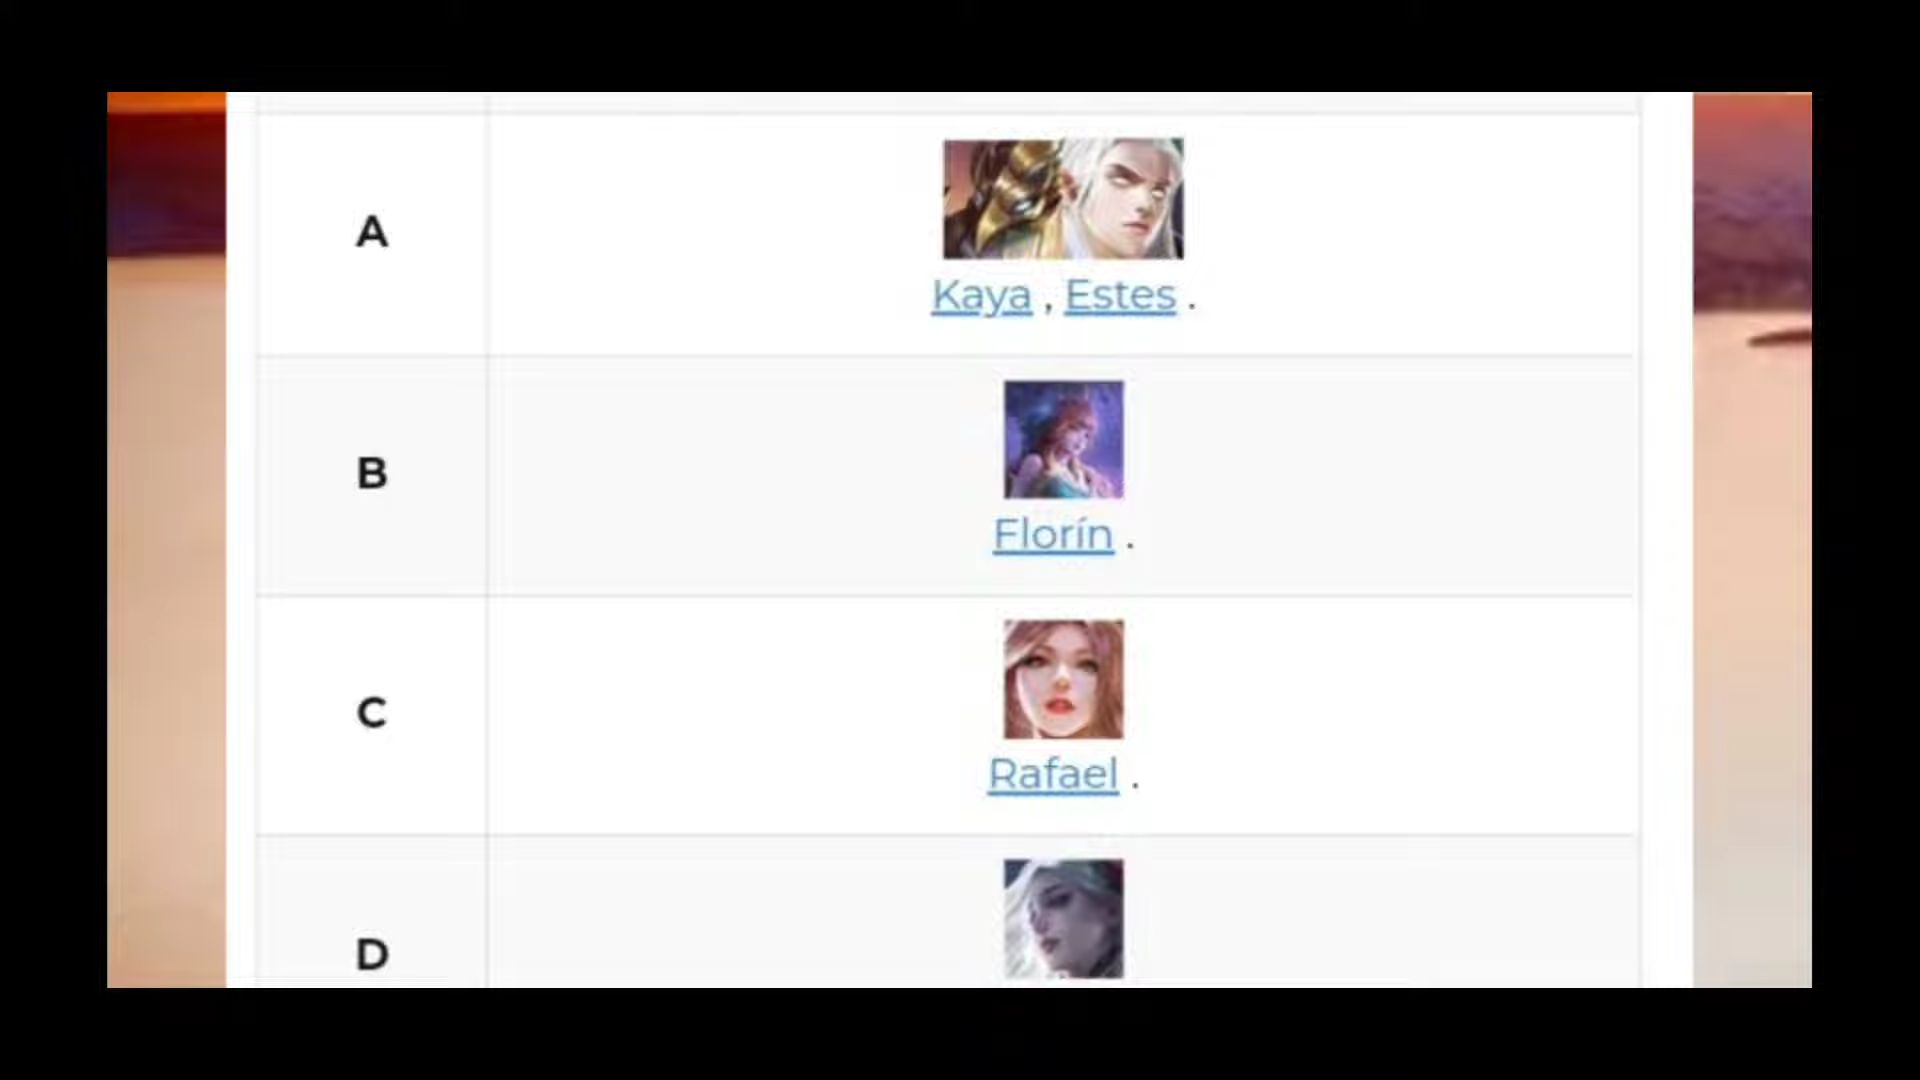 A
Kaya , Estes .
B
Florín .
C
Rafael .
D